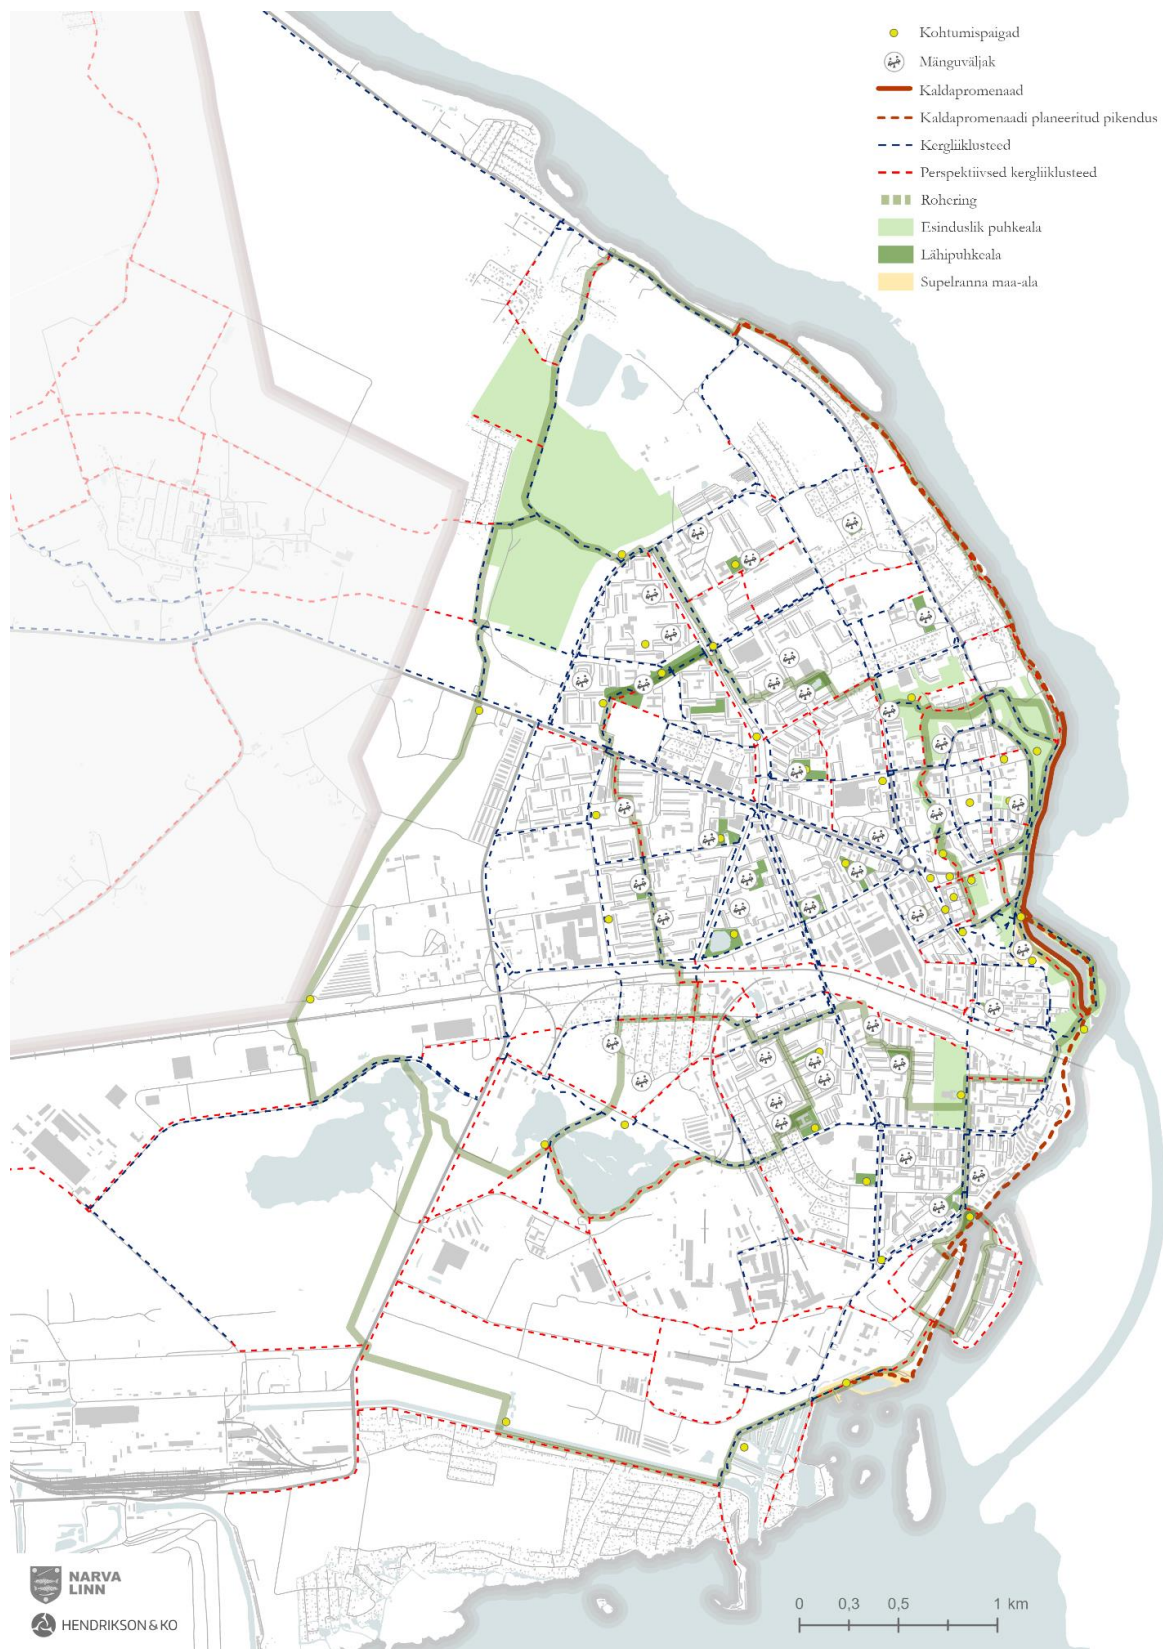 Kohtumispaigad
Mänguväljak
Kaldapromenaad
Kaldapromenaadi planeeritud pikendus
Kergliiklusteed
Perspektiivsed kergliiklusteed
Rohering
Esinduslik puhkeala
Lähipuhkeala
Supelranna maa-ala
NARVA
LINN
HENDRIKSON & KO
0 0,3 0,5 1 km